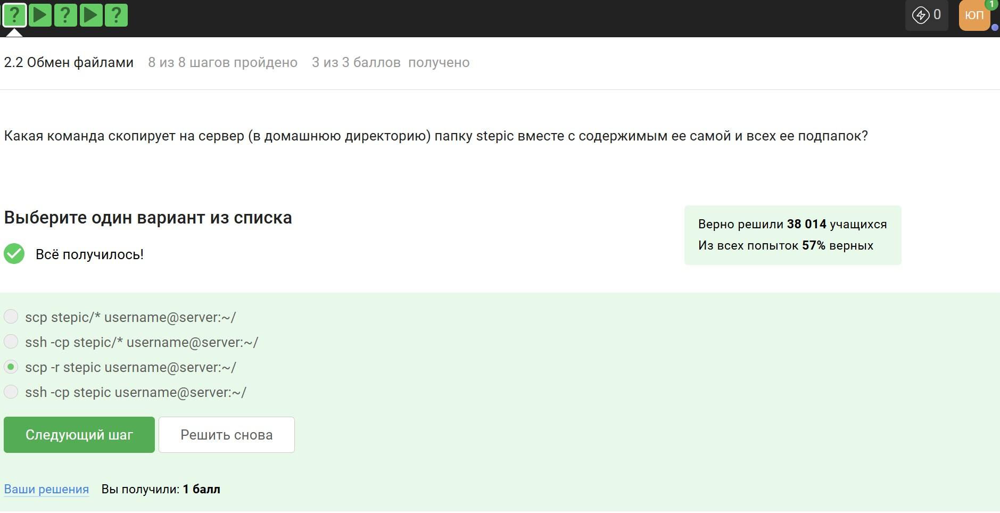 ? ? ?
0
ЮП
1
2.2 Обмен файлами 8 из 8 шагов пройдено 3 из 3 баллов получено
Какая команда скопирует на сервер (в домашнюю директорию) папку stepic вместе с содержимым ее самой и всех ее подпапок?
Выберите один вариант из списка
Всё получилось!
Верно решили 38 014 учащихся
Из всех попыток 57% верных
scp stepic/* username@server:~/
ssh -cp stepic/* username@server:~/
scp -r stepic username@server:~/
ssh -cp stepic username@server:~/
Следующий шаг
Решить снова
Ваши решения Вы получили: 1 балл